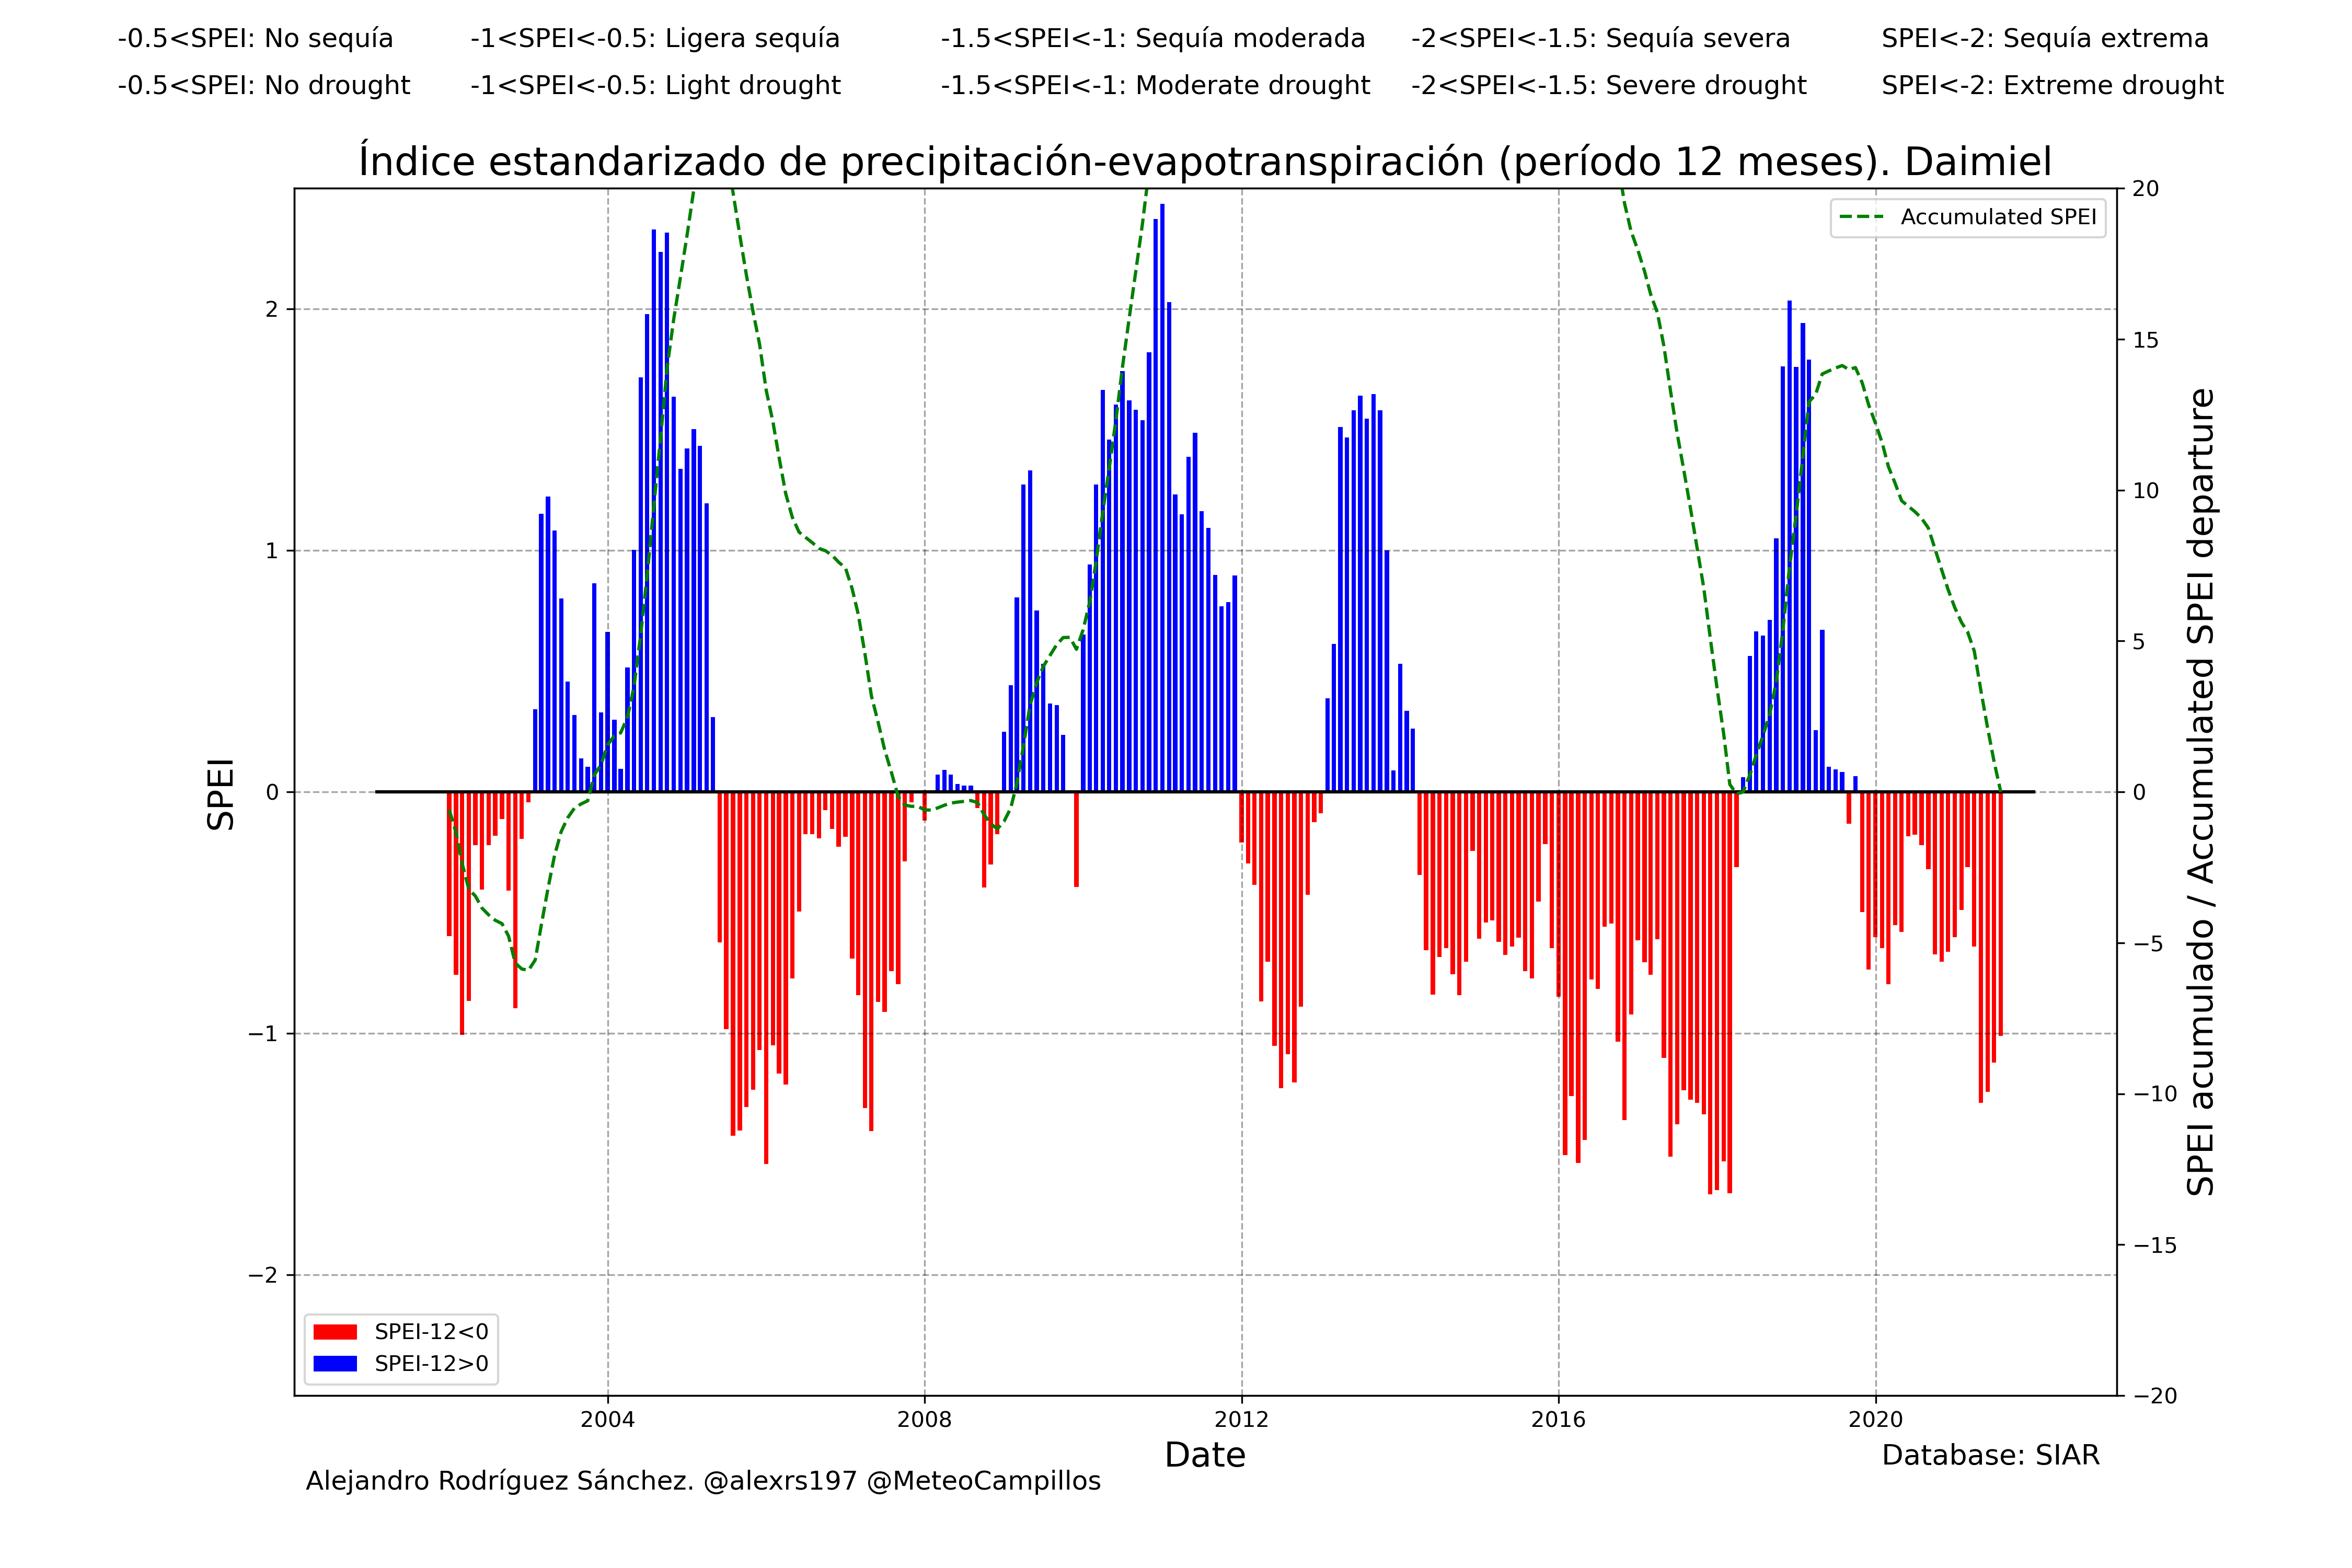 -0.5<SPEI: No sequía -1<SPEI<-0.5: Ligera sequía -1.5<SPEI<-1: Sequía moderada -2<SPEI<-1.5: Sequía severa SPEI<-2: Sequía extrema
-0.5<SPEI: No drought -1<SPEI<-0.5: Light drought -1.5<SPEI<-1: Moderate drought -2<SPEI<-1.5: Severe drought SPEI<-2: Extreme drought
Índice estandarizado de precipitación-evapotranspiración (período 12 meses). Daimiel
Accumulated SPEI
SPEI
2
1
0
−1
−2
20
15
10
5
0
−5
−10
−15
−20
SPEI acumulado / Accumulated SPEI departure
SPEI-12<0
SPEI-12>0
2004 2008 2012 2016 2020
Date
Database: SIAR
Alejandro Rodríguez Sánchez. @alexrs197 @MeteoCampillos